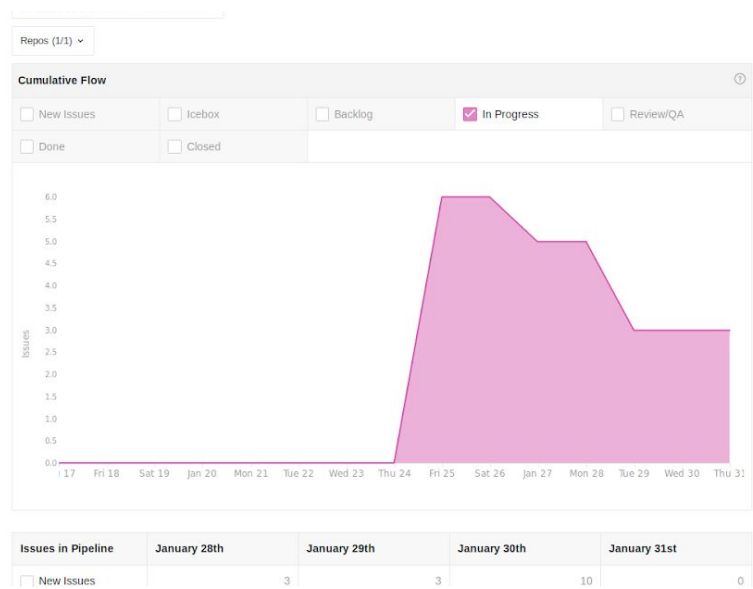 Repos (1/1)
Cumulative Flow
New Issues Icebox Backlog In Progress Review/QA
Done Closed
6.0
5.5
5.0
4.5
4.0
3.5
3.0
2.5
2.0
1.5
1.0
0.5
0.0
Issues
17 Fri 18 Sat 19 Jan 20 Mon 21 Tue 22 Wed 23 Thu 24 Fri 25 Sat 26 Jan 27 Mon 28 Tue 29 Wed 30 Thu 31
Issues in Pipeline January 28th January 29th January 30th January 31st
New Issues 3 3 10 0